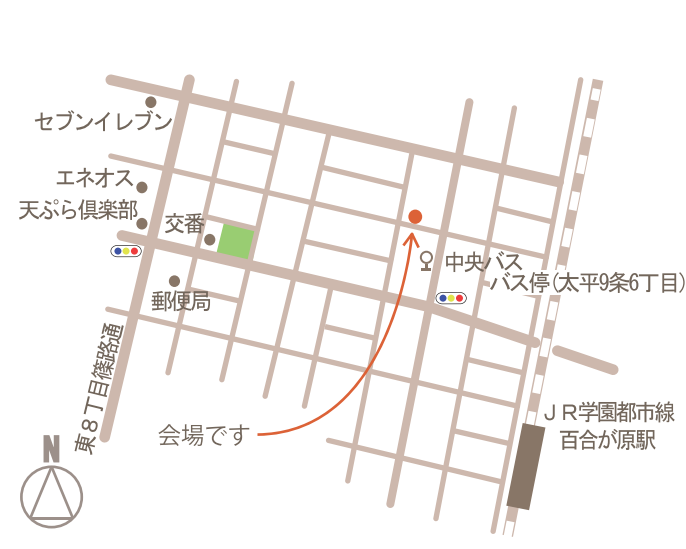 セブンイレブン
エネオス
天ぷら倶楽部
交番
中央バス
バス停（太平9条6丁目）
郵便局
東８丁目篠路通
ＪＲ学園都市線
百合が原駅
会場です
N